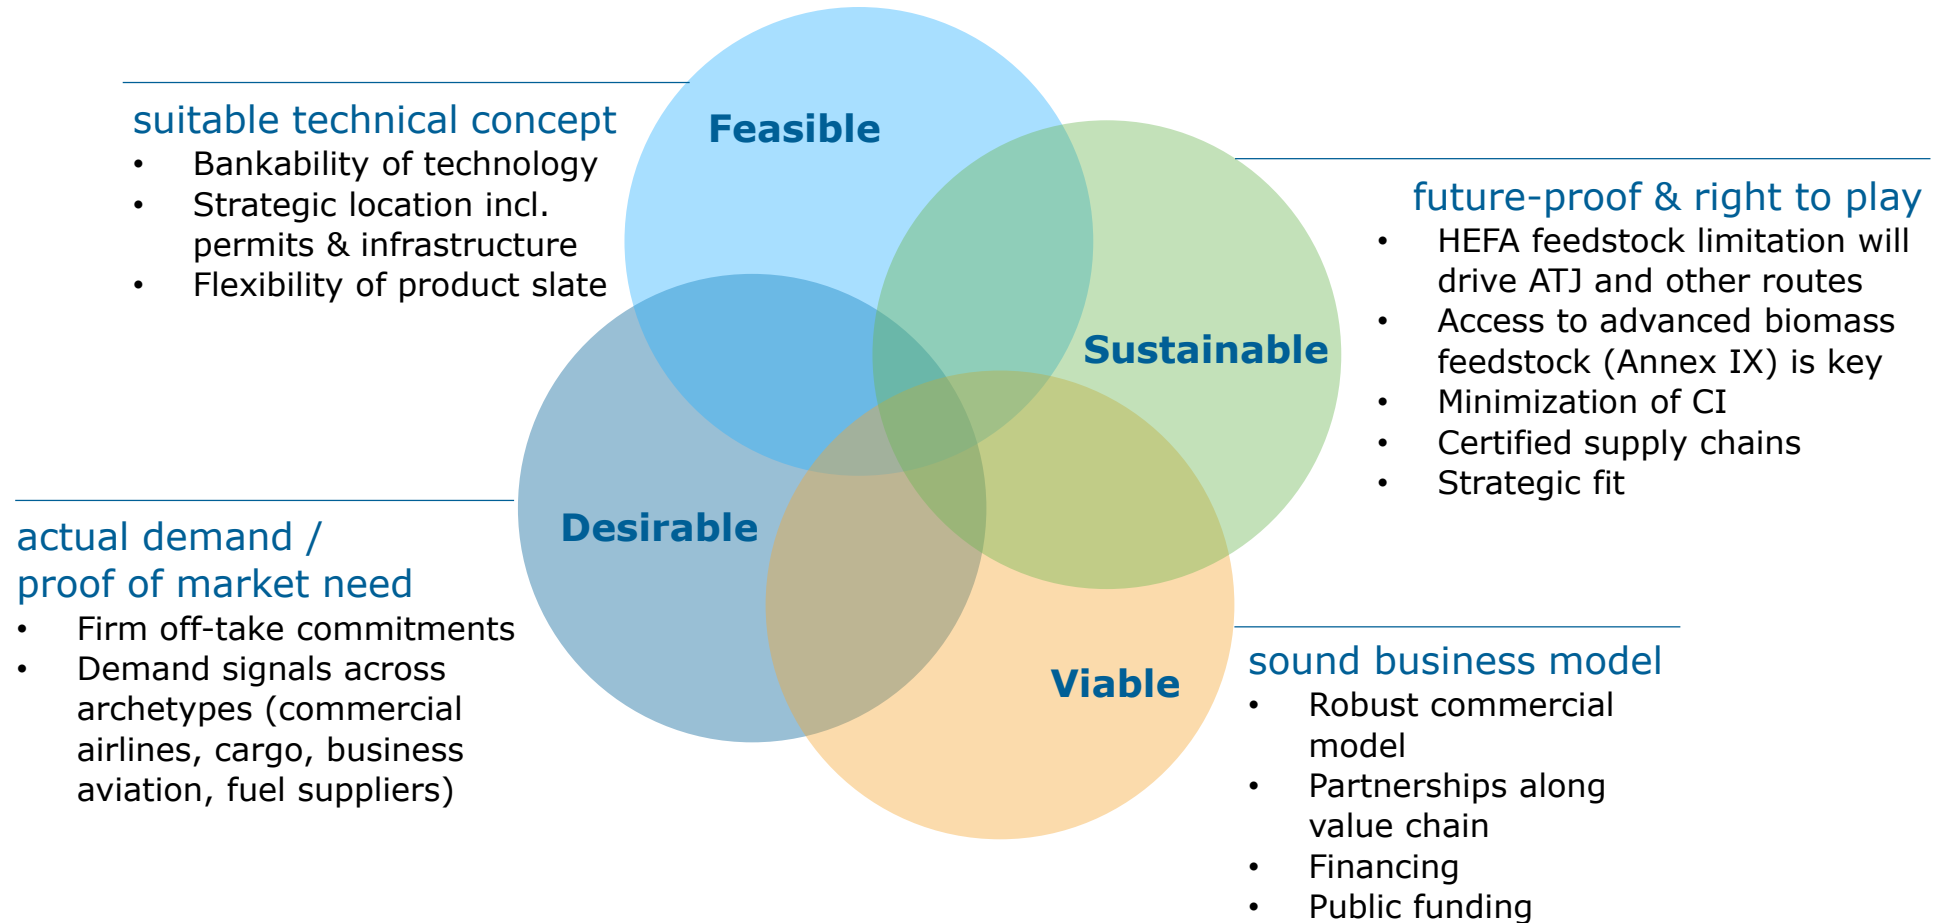 suitable technical concept
• Bankability of technology
• Strategic location incl.
permits & infrastructure
• Flexibility of product slate
Feasible
future-proof & right to play
• HEFA feedstock limitation will
drive ATJ and other routes
• Access to advanced biomass
feedstock (Annex IX) is key
• Minimization of CI
• Certified supply chains
• Strategic fit
Sustainable
actual demand /
proof of market need
• Firm off-take commitments
• Demand signals across
archetypes (commercial
airlines, cargo, business
aviation, fuel suppliers)
Desirable
Viable
sound business model
• Robust commercial
model
• Partnerships along
value chain
• Financing
• Public funding